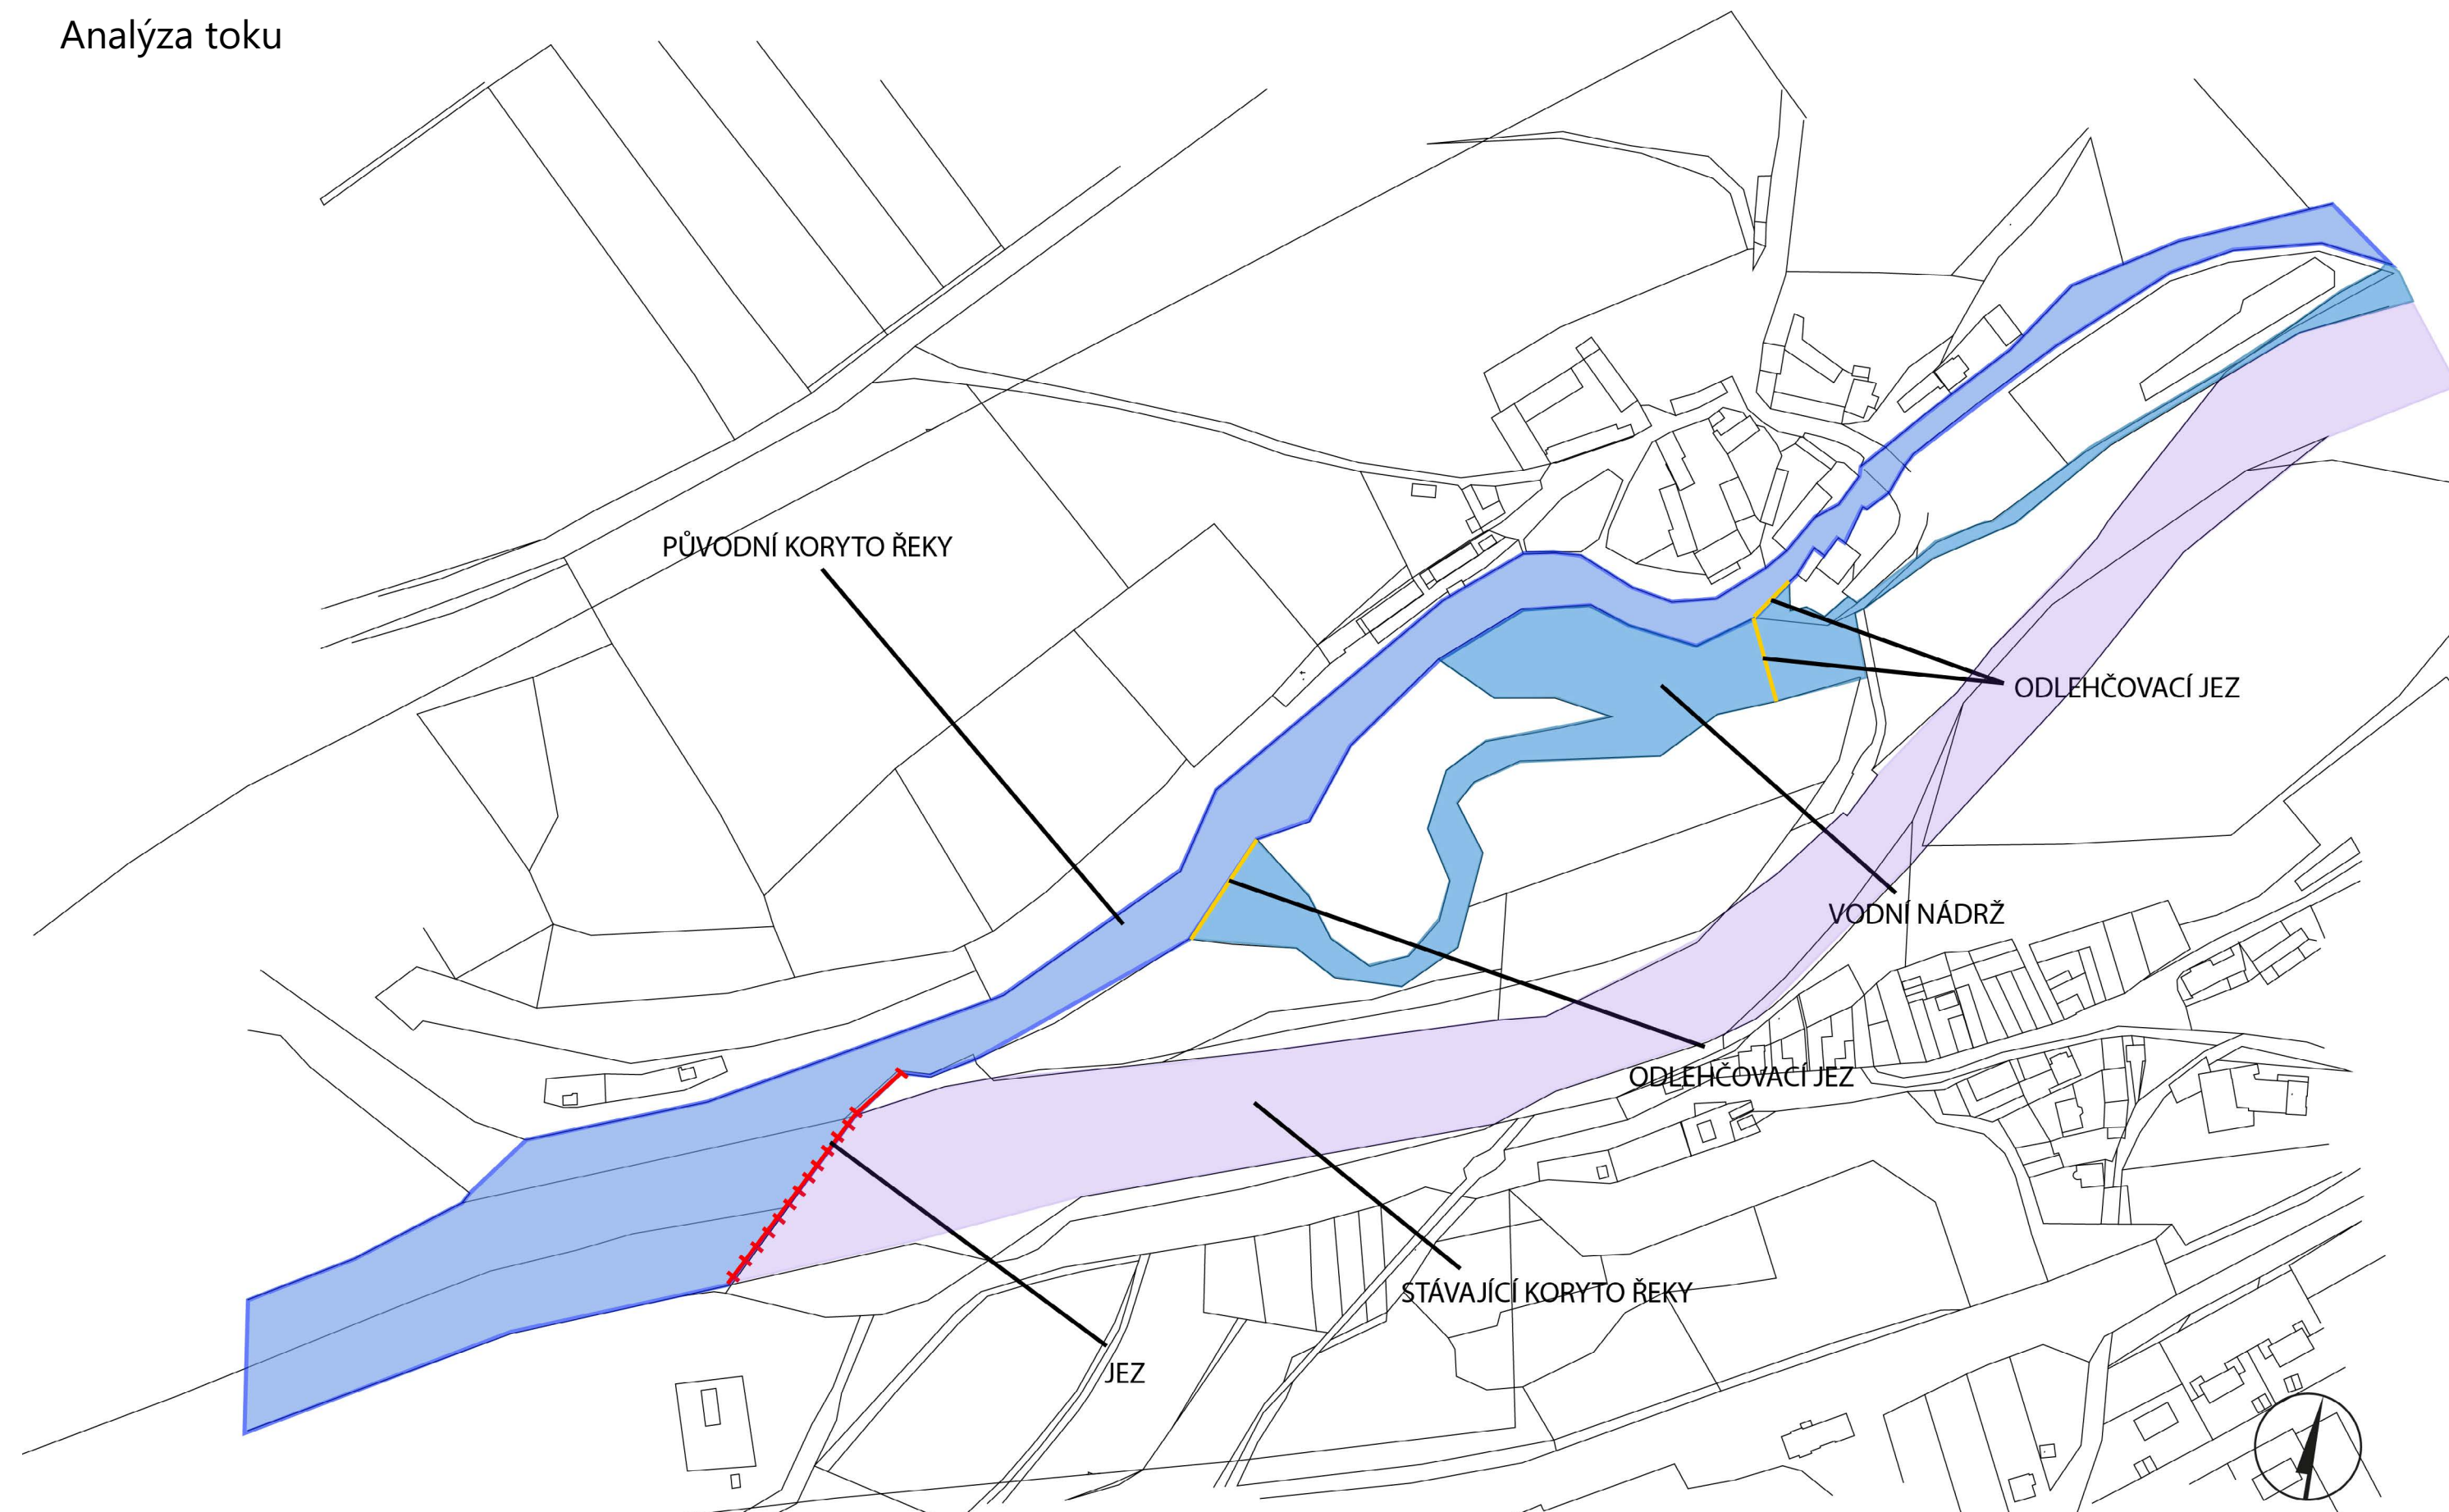 Analýza toku
PŮVODNÍ KORYTO ŘEKY
ODLEHČOVACÍ JEZ
VODNÍ NÁDRŽ
ODLEHČOVACÍ JEZ
STÁVAJÍCÍ KORYTO ŘEKY
JEZ